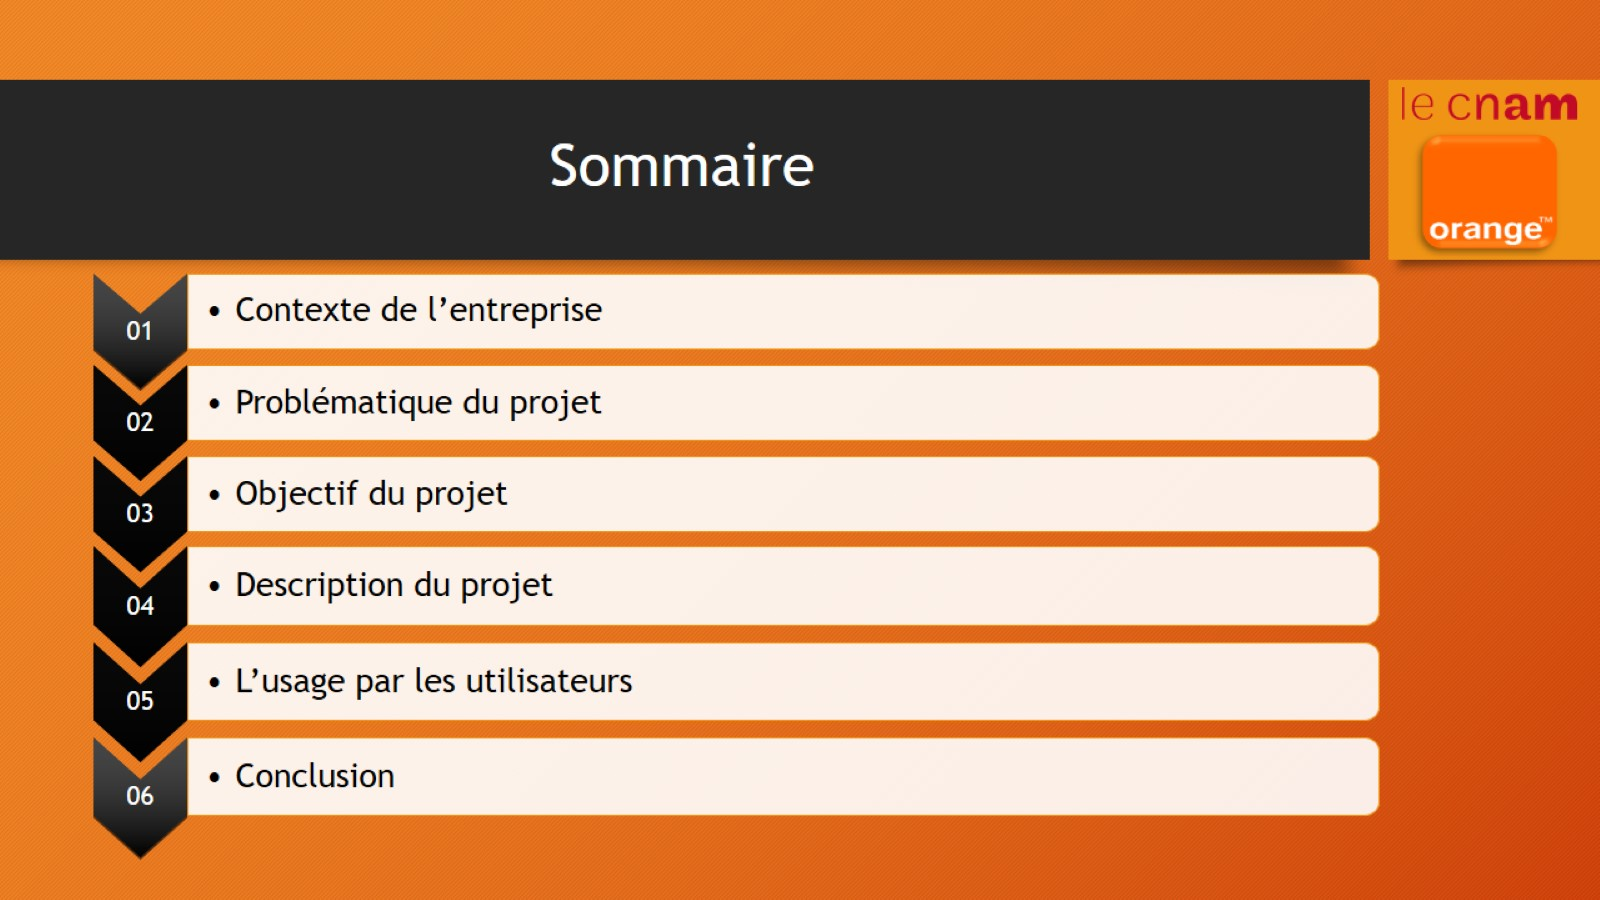 Sommaire
le cnam
orange™
01
• Contexte de l’entreprise
02
• Problématique du projet
03
• Objectif du projet
04
• Description du projet
05
• L’usage par les utilisateurs
06
• Conclusion